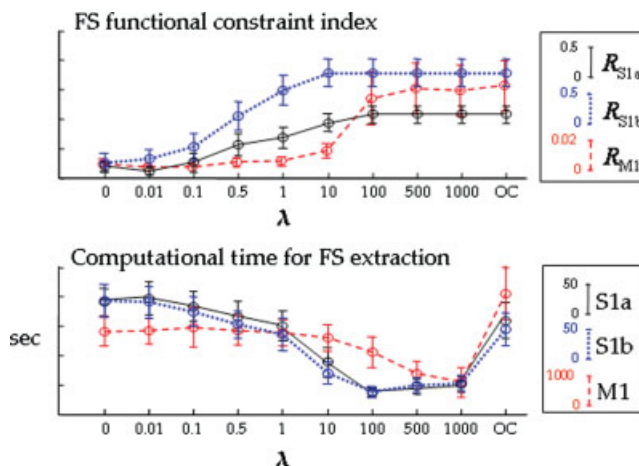 FS functional constraint index
0.5
0
R S1a
0.5
0
R S1b
0.02
0
R M1
0 0.01 0.1 0.5 1 10 100 500 1000 OC
λ
Computational time for FS extraction
sec
50
0
S1a
50
0
S1b
1000
0
M1
0 0.01 0.1 0.5 1 10 100 500 1000 OC
λ